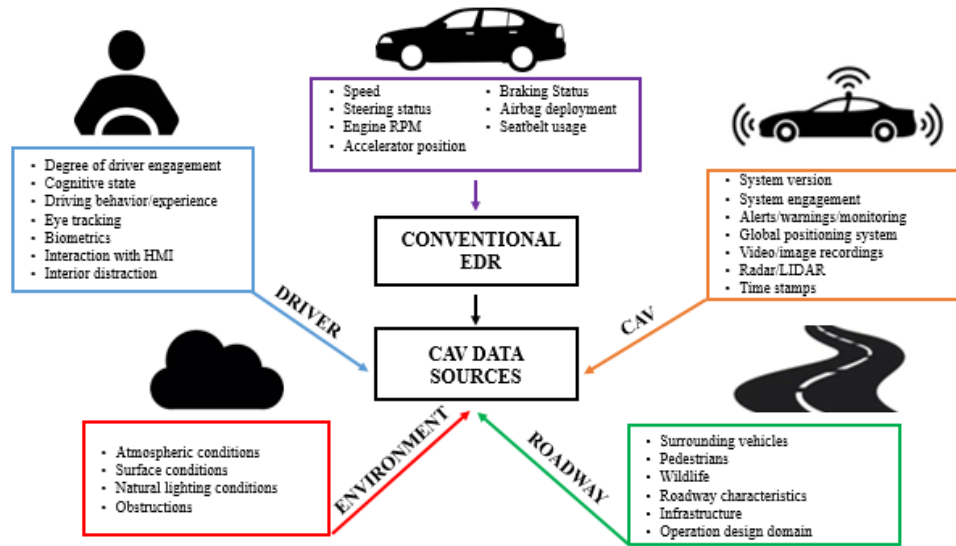 Speed
Steering status
Engine RPM
Accelerator position
Braking Status
Airbag deployment
Seatbelt usage
Degree of driver engagement
Cognitive state
Driving behavior/experience
Eye tracking
Biometrics
Interaction with HMI
Interior distraction
System version
System engagement
Alerts/warnings/monitoring
Global positioning system
Video/image recordings
Radar/LIDAR
Time stamps
CONVENTIONAL
EDR
DRIVER
CAV
CAV DATA
SOURCES
ENVIRONMENT
ROADWAY
Atmospheric conditions
Surface conditions
Natural lighting conditions
Obstructions
Surrounding vehicles
Pedestrians
Wildlife
Roadway characteristics
Infrastructure
Operation design domain